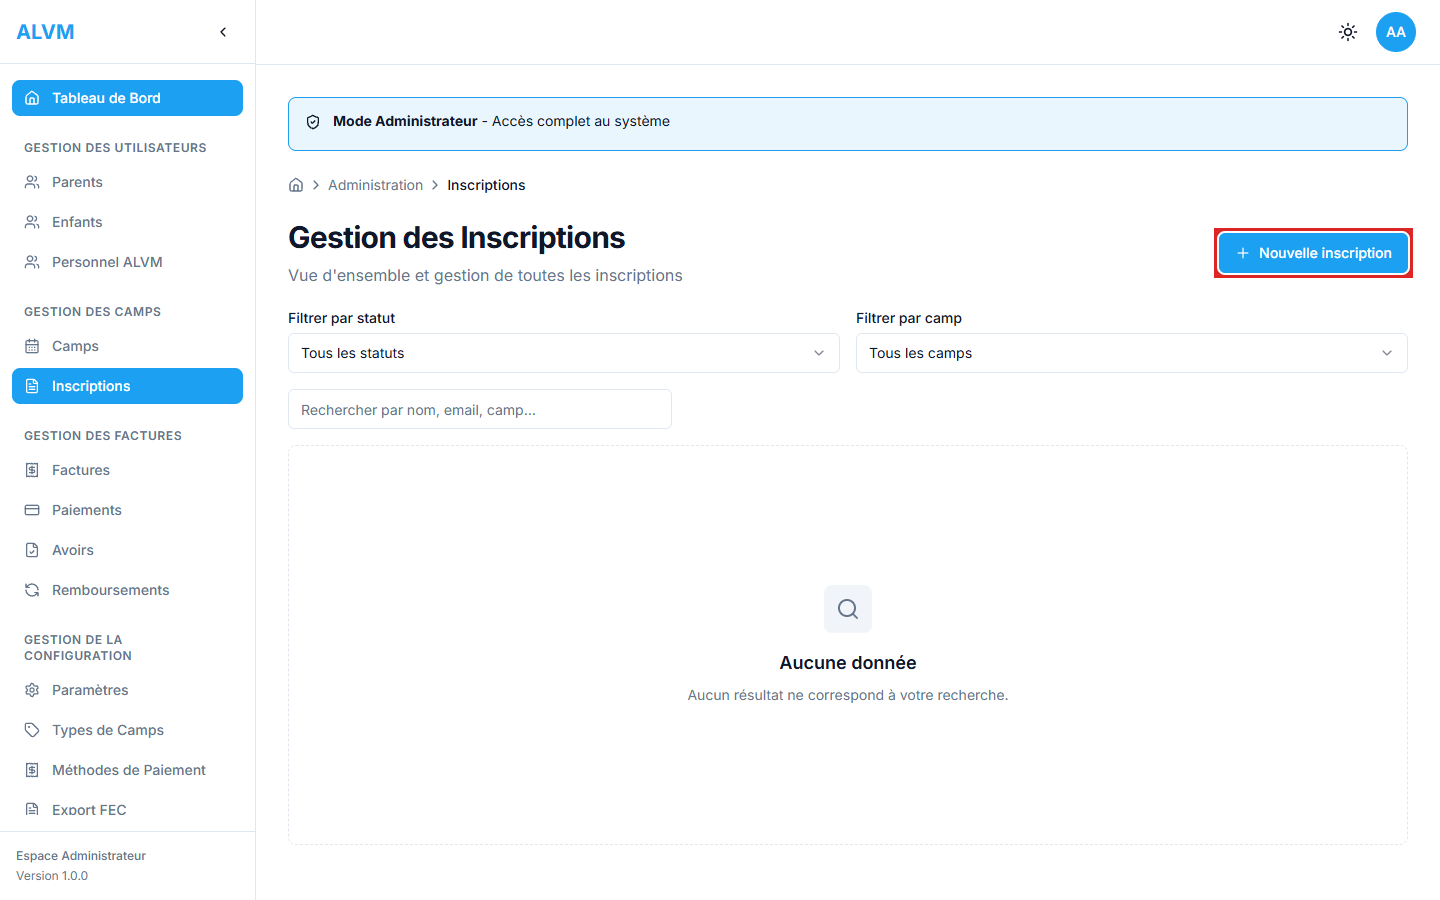 ALVM
AA
Tableau de Bord
GESTION DES UTILISATEURS
Parents
Enfants
Personnel ALVM
GESTION DES CAMPS
Camps
Inscriptions
GESTION DES FACTURES
Factures
Paiements
Avoirs
Remboursements
GESTION DE LA
CONFIGURATION
Paramètres
Types de Camps
Méthodes de Paiement
Export FEC
Espace Administrateur
Version 1.0.0
Mode Administrateur - Accès complet au système
Administration
Inscriptions
Gestion des Inscriptions
Vue d'ensemble et gestion de toutes les inscriptions
Nouvelle inscription
Filtrer par statut
Filtrer par camp
Tous les statuts
Tous les camps
Rechercher par nom, email, camp...
Aucune donnée
Aucun résultat ne correspond à votre recherche.